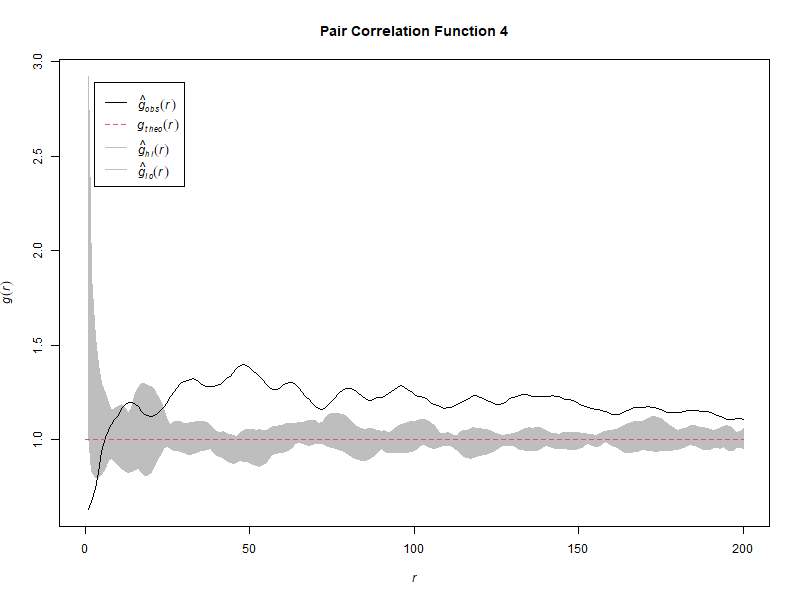 Pair Correlation Function 4
3.0
2.5
2.0
1.5
1.0
g(r)
ĝobs(r)
gtheo(r)
ĝhi(r)
ĝlo(r)
0 50 100 150 200
r